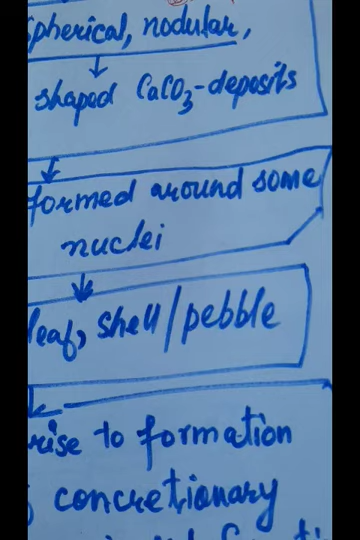 spherical, nodular,
shaped CaCO3-deposits
formed around some
nuclei
leaf, shell/pebble
rise to formation
concretionary